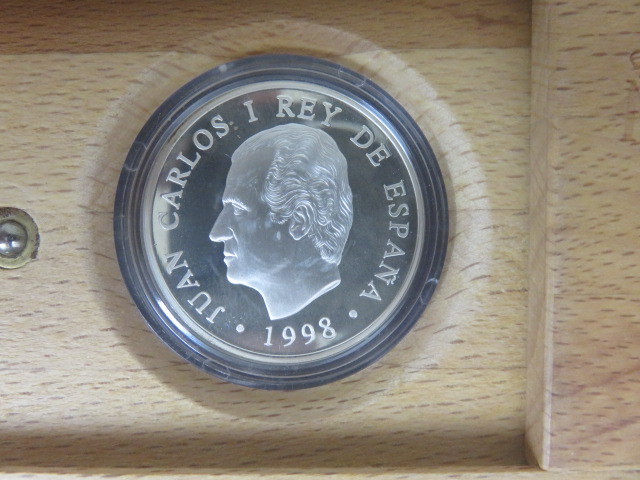 JUAN CARLOS I REY DE ESPAÑA
1998